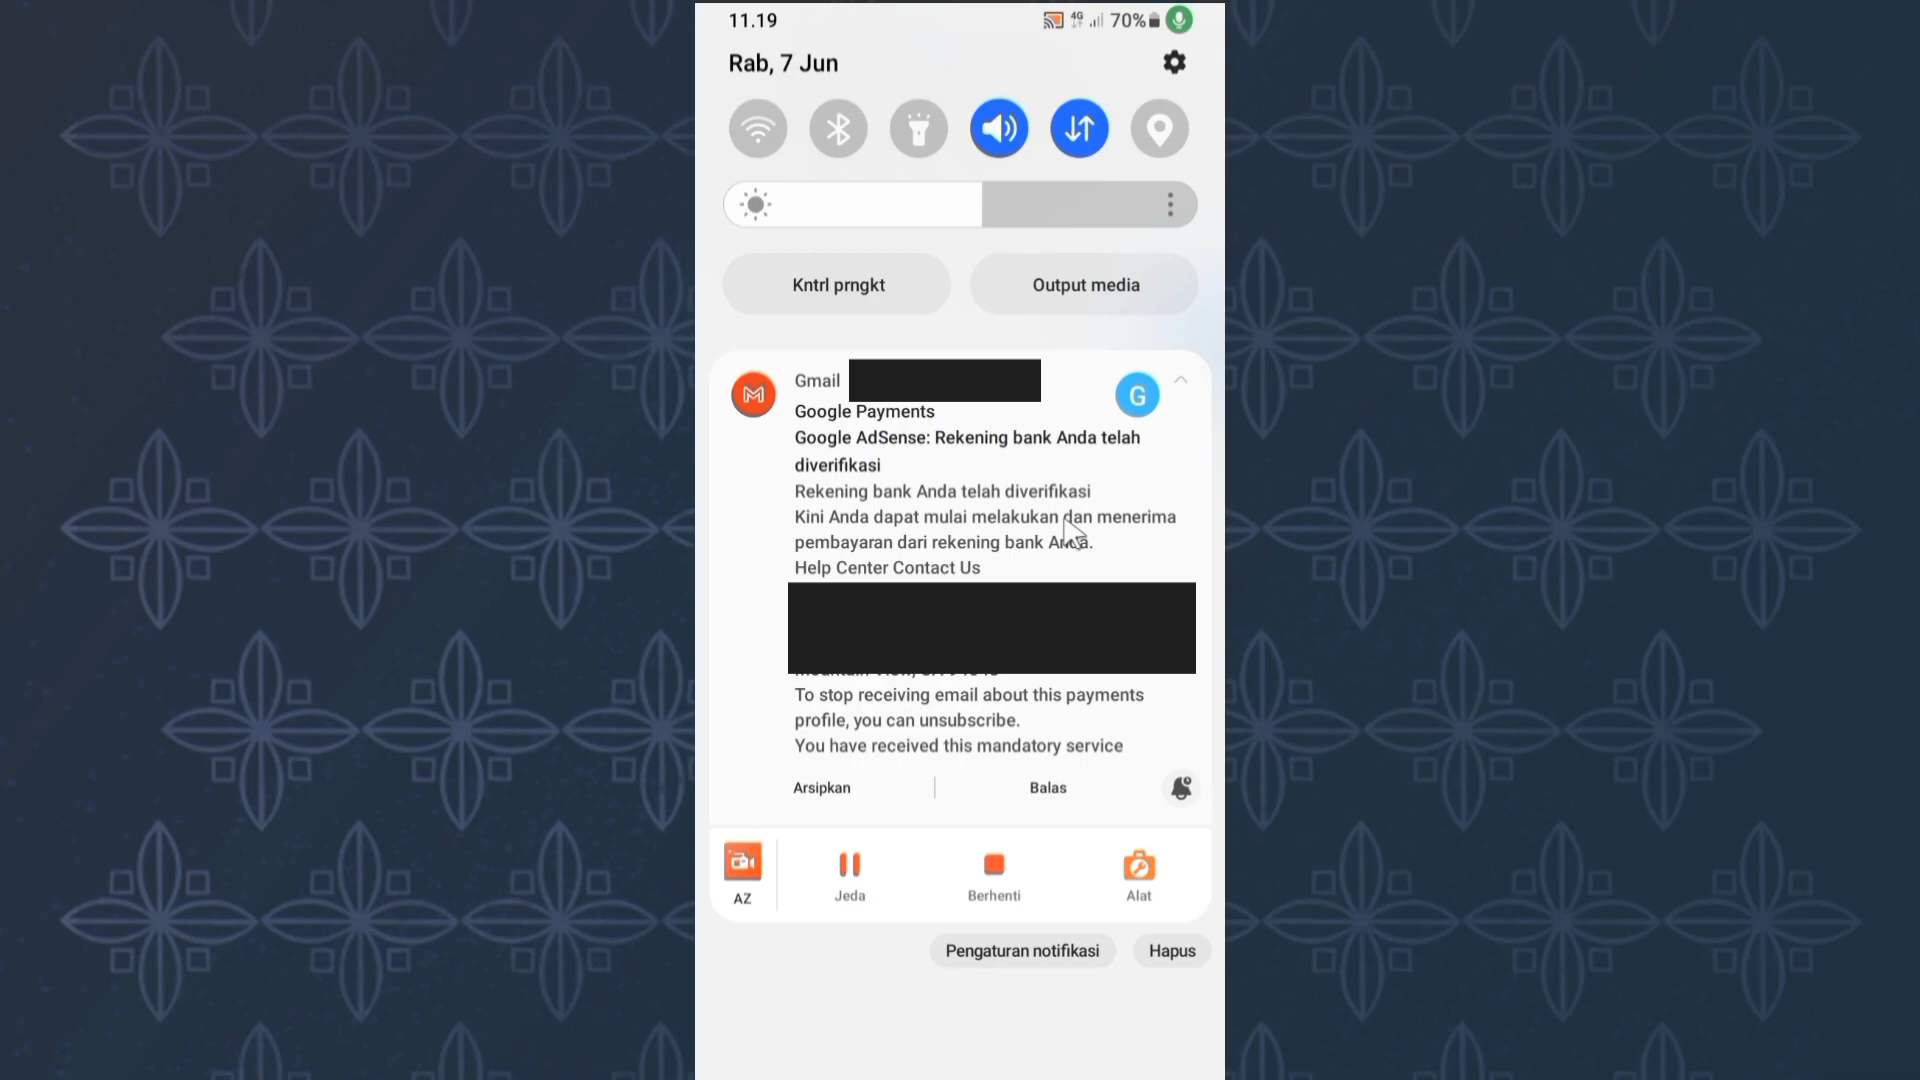 11.19
4G 70%
Rab, 7 Jun
Kntrl prngkt
Output media
Gmail
G
Google Payments
Google AdSense: Rekening bank Anda telah
diverifikasi
Rekening bank Anda telah diverifikasi
Kini Anda dapat mulai melakukan dan menerima
pembayaran dari rekening bank Anda.
Help Center Contact Us
To stop receiving email about this payments
profile, you can unsubscribe.
You have received this mandatory service
Arsipkan
Balas
AZ
Jeda
Berhenti
Alat
Pengaturan notifikasi
Hapus